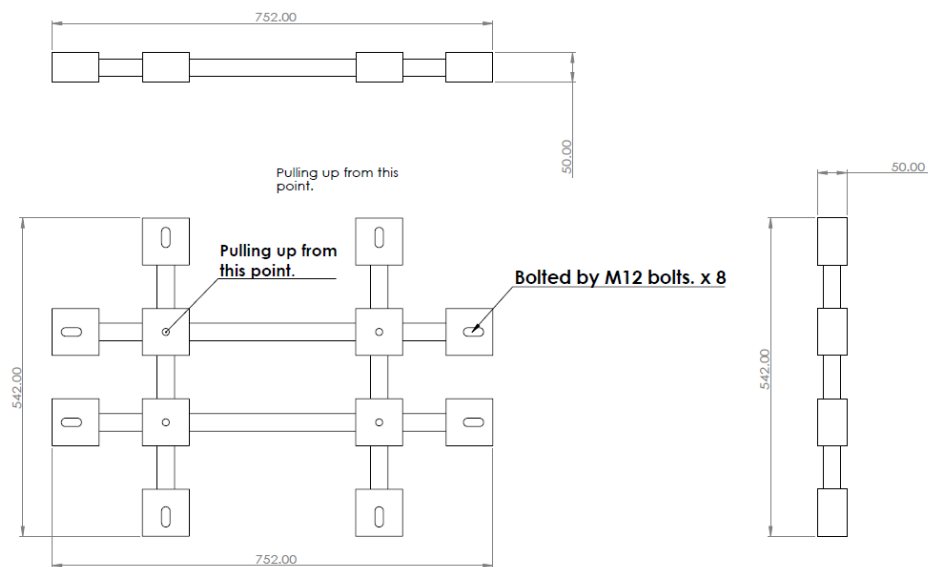 752.00
50.00
Pulling up from this
point.
50.00
Pulling up from
this point.
Bolted by M12 bolts. x 8
542.00
542.00
752.00